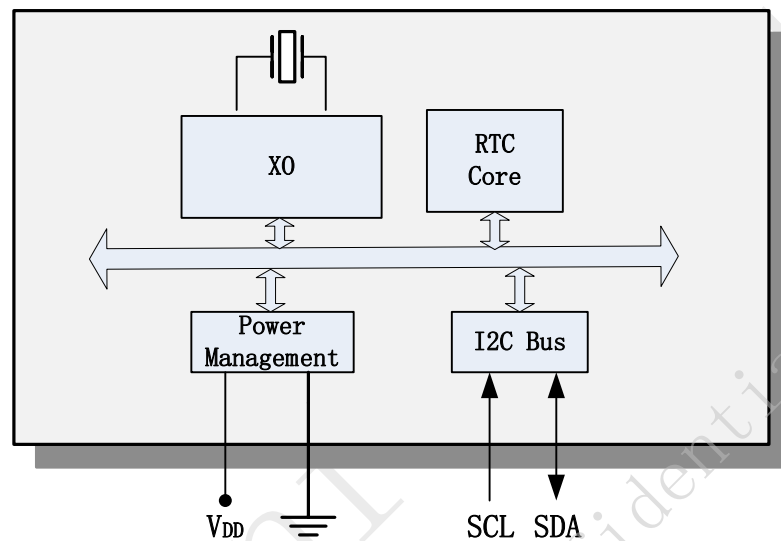 XO
RTC
Core
Power
Management
I2C Bus
VDD
SCL SDA